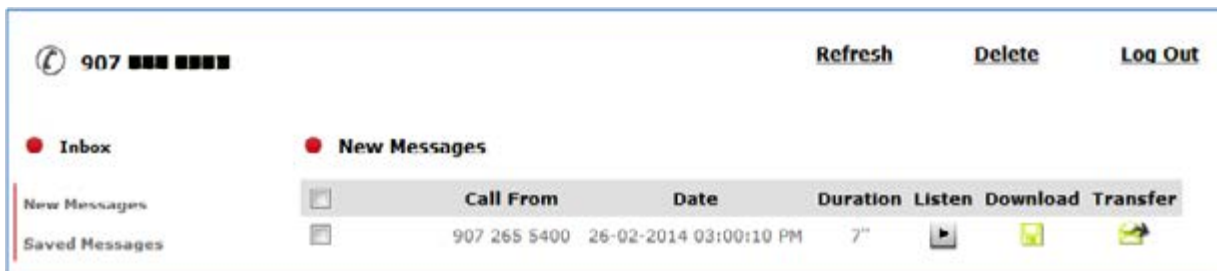 907 ■■■ ■■■■ Refresh Delete Log Out
Inbox New Messages
Call From Date Duration Listen Download Transfer
New Messages
907 265 5400 26-02-2014 03:00:10 PM 7"
Saved Messages